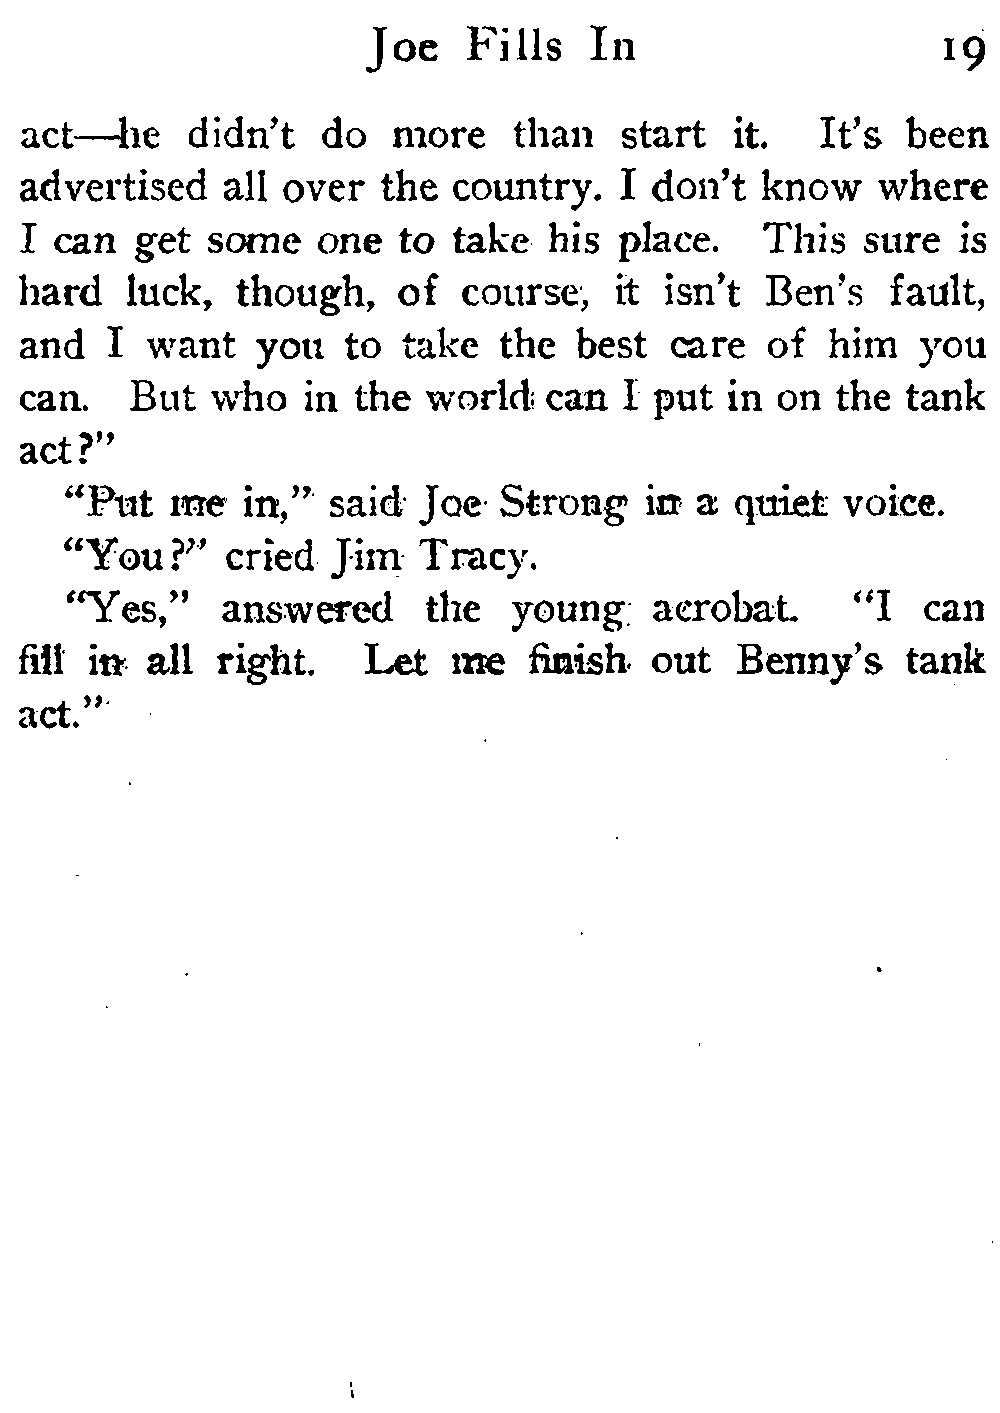 Joe Fills In 19
act—he didn't do more than start it. It's been
advertised all over the country. I don't know where
I can get some one to take his place. This sure is
hard luck, though, of course, it isn't Ben's fault,
and I want you to take the best care of him you
can. But who in the world can I put in on the tank
act?"
"Put me in," said Joe Strong in a quiet voice.
"You?" cried Jim Tracy.
"Yes," answered the young acrobat. "I can
fill in all right. Let me finish out Benny's tank
act."